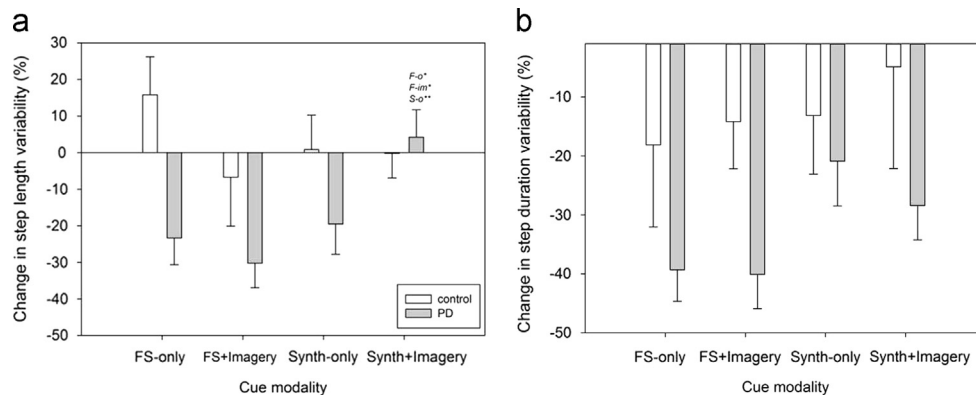 a
30
20
10
0
-10
-20
-30
-40
-50
Change in step length variability (%)
F-o*
F-im*
S-o**
control
PD
FS-only FS+Imagery Synth-only Synth+Imagery
Cue modality
b
-10
-20
-30
-40
-50
Change in step duration variability (%)
FS-only FS+Imagery Synth-only Synth+Imagery
Cue modality